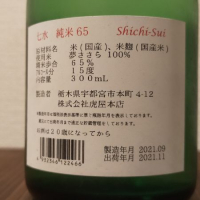 七水 純米65 Shichi-Sui
原材料名 米(国産)、米麹(国産米)
夢ささら 100%
精米歩合 65%
アルコール分 15度
内容量 300mL
製造者 栃木県宇都宮市本町4-12
株式会社虎屋本店
お酒は20歳になってから
製造年月 2021.09
出荷年月 2021.11